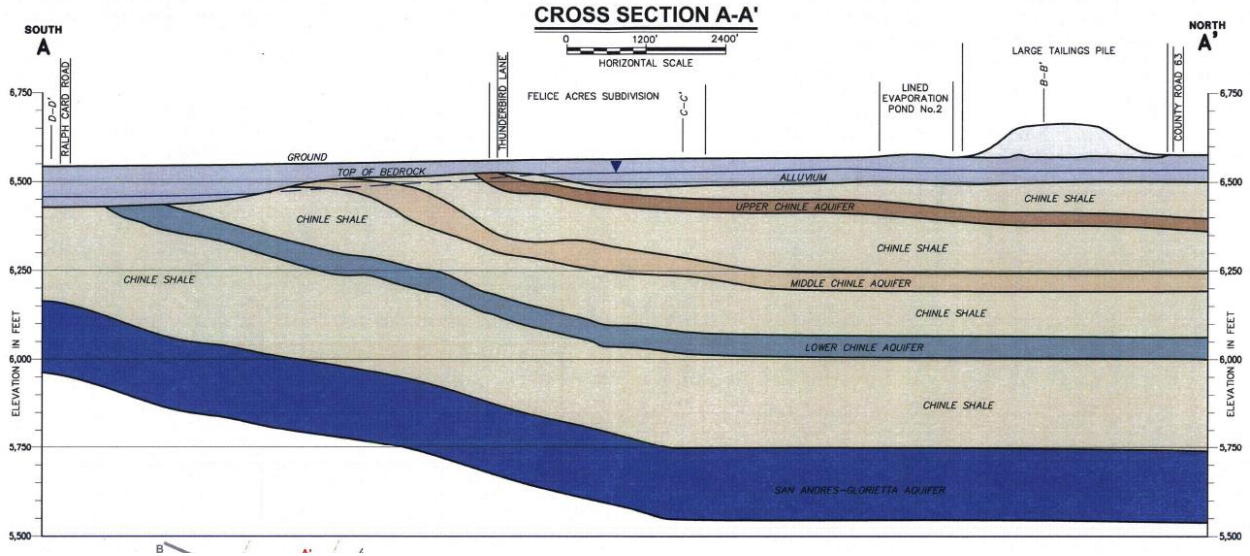 CROSS SECTION A-A'
SOUTH
A
NORTH
A'
0 1200' 2400'
HORIZONTAL SCALE
D-D'
RALPH CARD ROAD
THUNDERBIRD LANE
FELICE ACRES SUBDIVISION
C-C'
LINED
EVAPORATION
POND No.2
LARGE TAILINGS PILE
B-B'
COUNTY ROAD 63
6,750
6,750
GROUND
TOP OF BEDROCK
ALLUVIUM
6,500
6,500
CHINLE SHALE
UPPER CHINLE AQUIFER
CHINLE SHALE
CHINLE SHALE
CHINLE SHALE
6,250
6,250
MIDDLE CHINLE AQUIFER
CHINLE SHALE
LOWER CHINLE AQUIFER
6,000
6,000
ELEVATION IN FEET
ELEVATION IN FEET
CHINLE SHALE
5,750
5,750
SAN ANDRES-GLORIETTA AQUIFER
5,500
5,500
B
A'